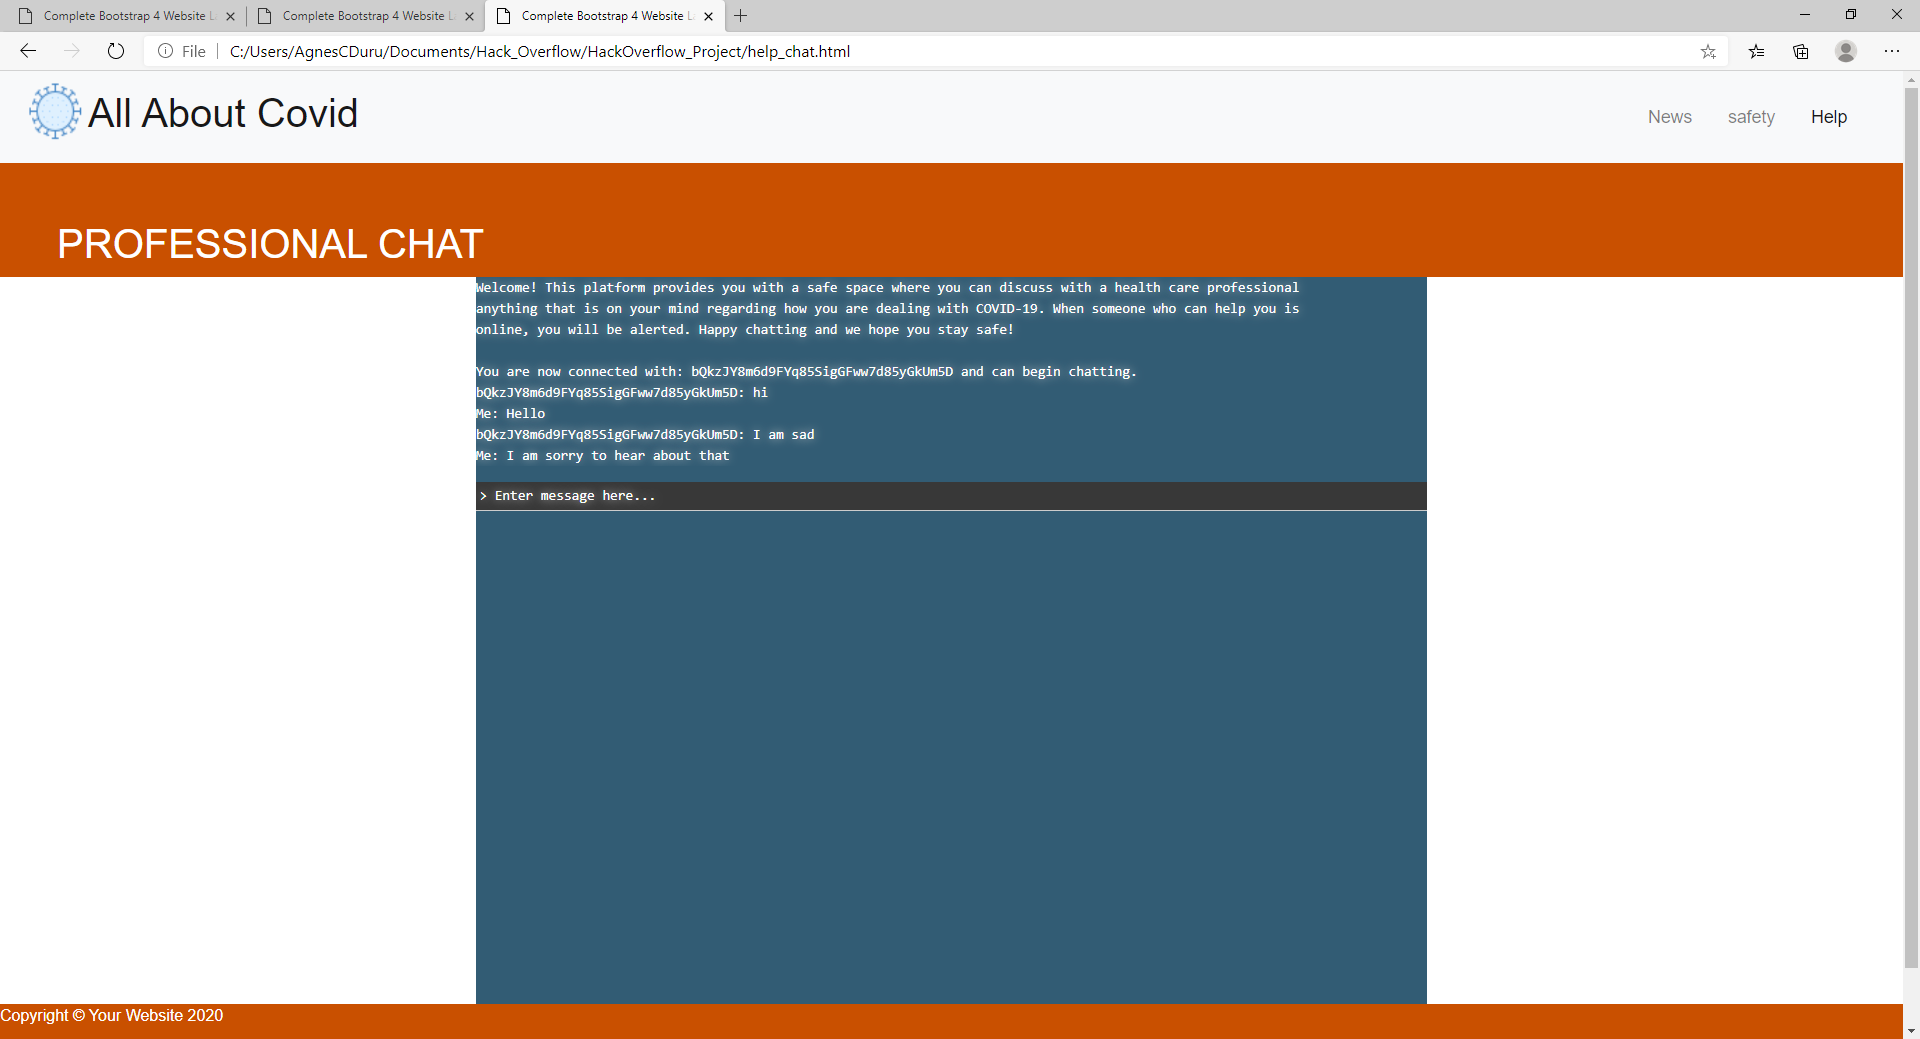 Complete Bootstrap 4 Website L
Complete Bootstrap 4 Website L
Complete Bootstrap 4 Website L
File
C:/Users/AgnesCDuru/Documents/Hack_Overflow/HackOverflow_Project/help_chat.html
All About Covid
News safety Help
PROFESSIONAL CHAT
Welcome! This platform provides you with a safe space where you can discuss with a health care professional
anything that is on your mind regarding how you are dealing with COVID-19. When someone who can help you is
online, you will be alerted. Happy chatting and we hope you stay safe!
You are now connected with: bQkzJY8m6d9FYq85SigGFww7d85yGkUm5D and can begin chatting.
bQkzJY8m6d9FYq85SigGFww7d85yGkUm5D: hi
Me: Hello
bQkzJY8m6d9FYq85SigGFww7d85yGkUm5D: I am sad
Me: I am sorry to hear about that
> Enter message here...
Copyright © Your Website 2020